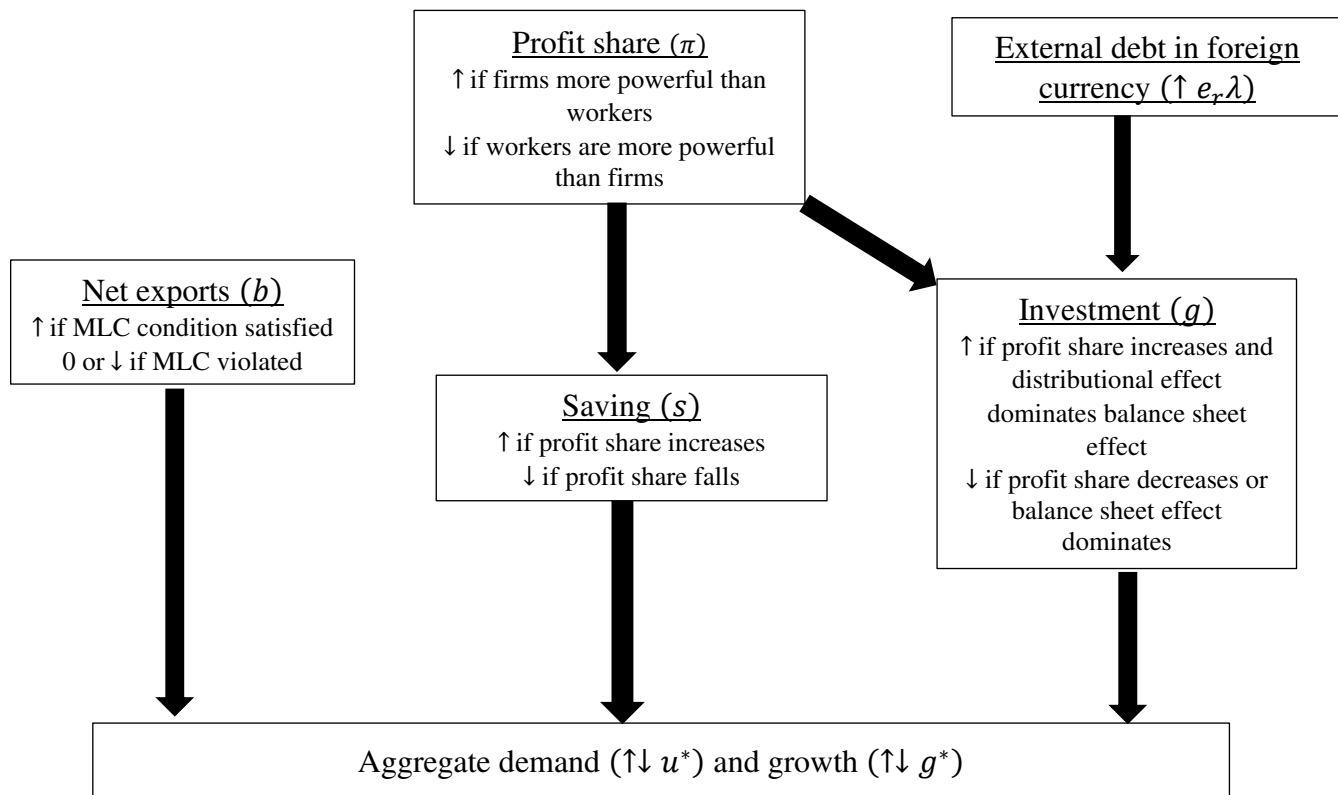 Profit share (π)
↑ if firms more powerful than
workers
↓ if workers are more powerful
than firms
External debt in foreign
currency (↑ eᵣλ)
Net exports (b)
↑ if MLC condition satisfied
0 or ↓ if MLC violated
Saving (s)
↑ if profit share increases
↓ if profit share falls
Investment (g)
↑ if profit share increases and
distributional effect
dominates balance sheet
effect
↓ if profit share decreases or
balance sheet effect
dominates
Aggregate demand (↑↓ u*) and growth (↑↓ g*)